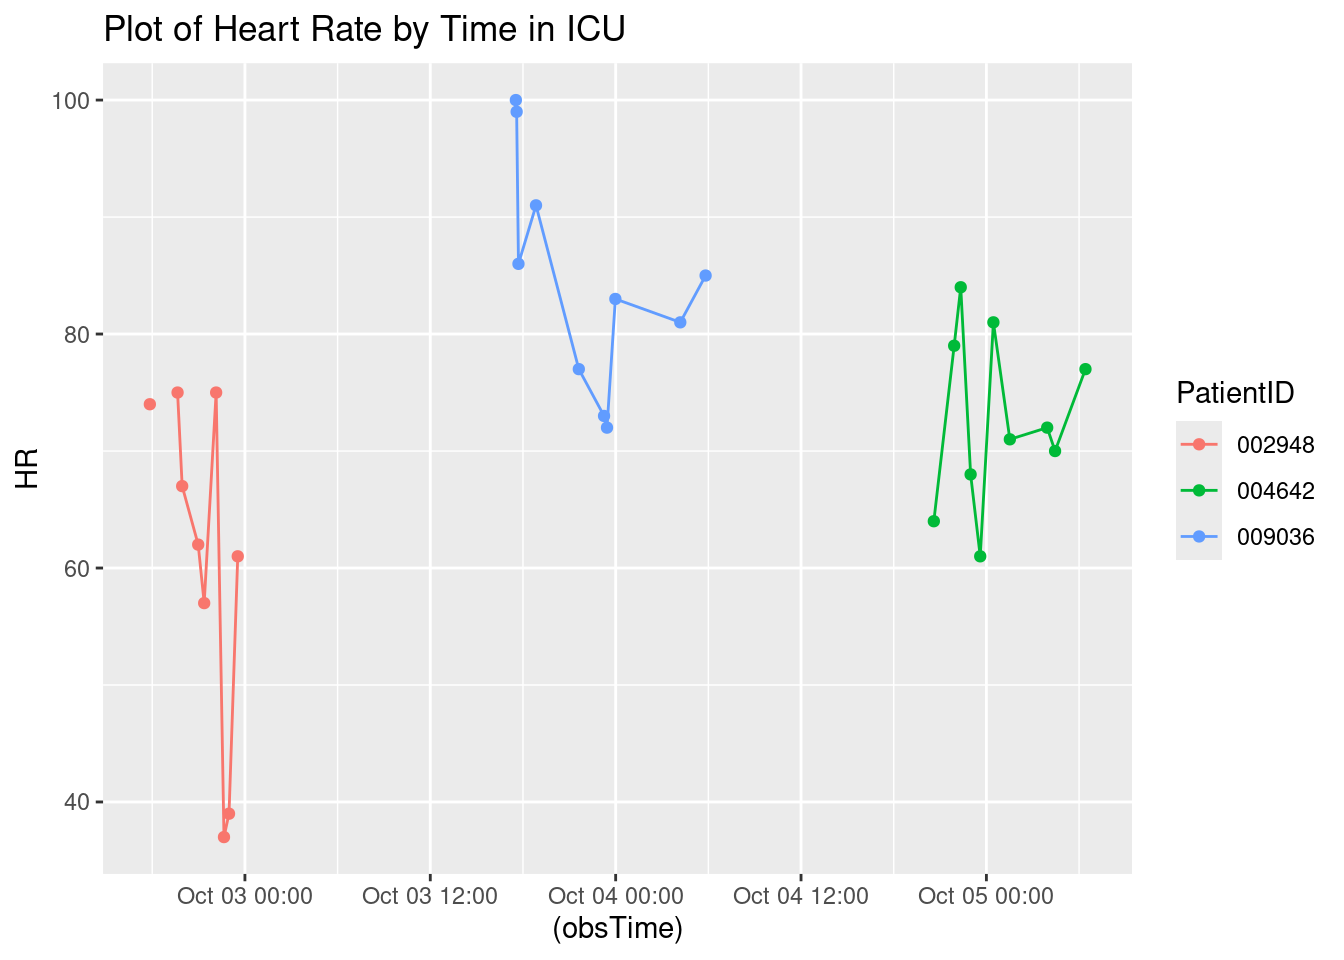 Plot of Heart Rate by Time in ICU
100
80
60
40
HR
Oct 03 00:00 Oct 03 12:00 Oct 04 00:00 Oct 04 12:00 Oct 05 00:00
(obsTime)
PatientID
002948
004642
009036